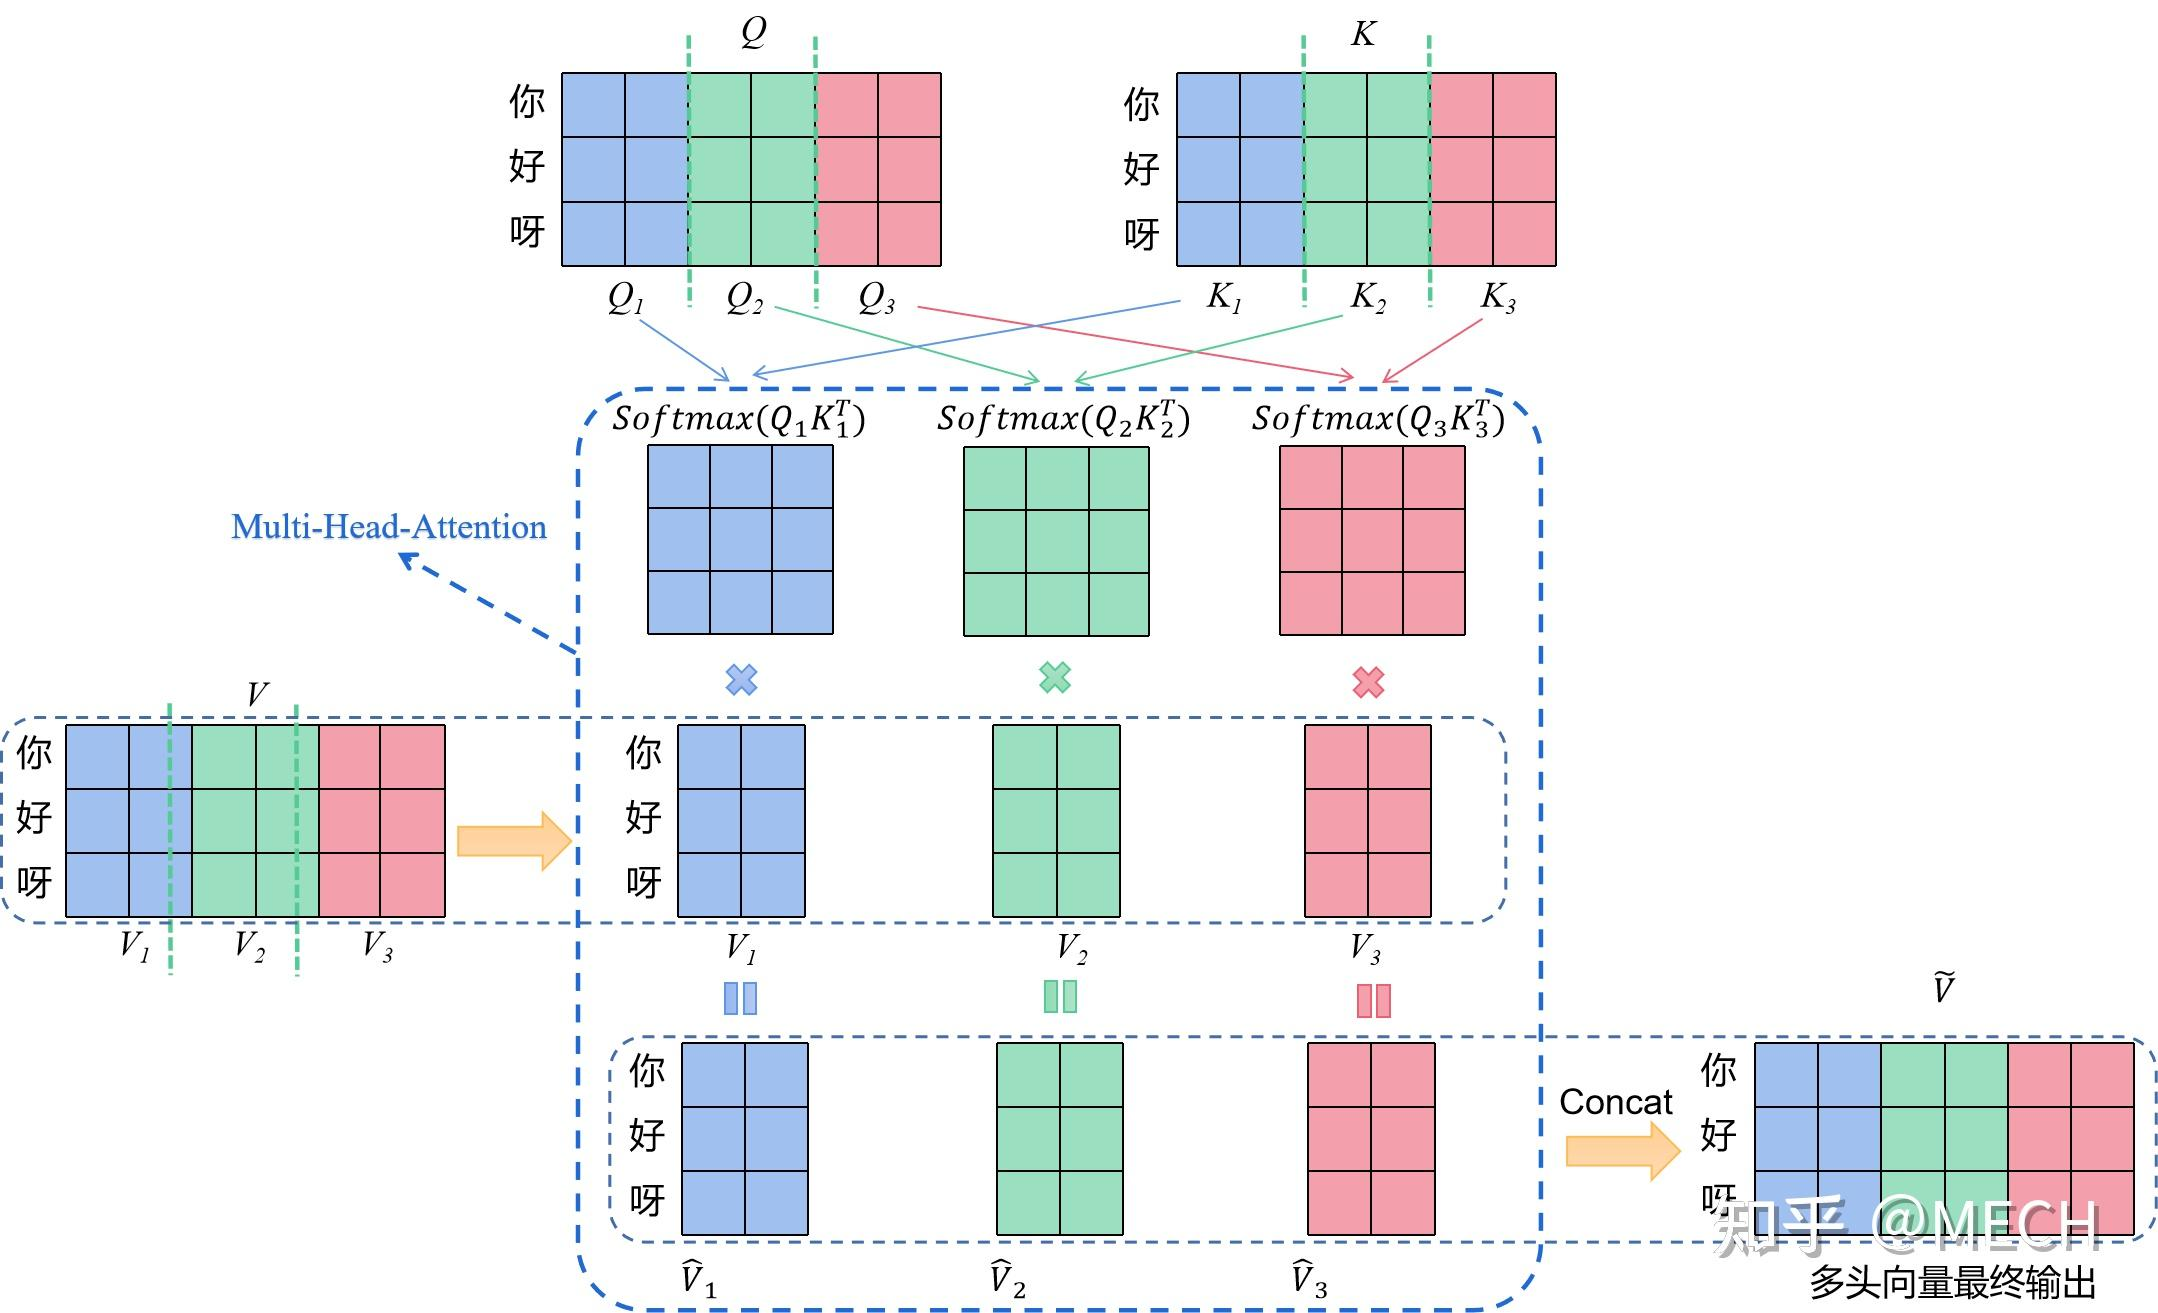 Q
K
你
好
呀
你
好
呀
Q₁
Q₂
Q₃
K₁
K₂
K₃
Softmax(Q₁K₁ᵀ)
Softmax(Q₂K₂ᵀ)
Softmax(Q₃K₃ᵀ)
Multi-Head-Attention
V
你
好
呀
V₁
V₂
V₃
你
好
呀
V₁
V₂
V₃
你
好
呀
V̂₁
V̂₂
V̂₃
Concat
Ṽ
你
好
呀
知乎 @MECH
多头向量最终输出